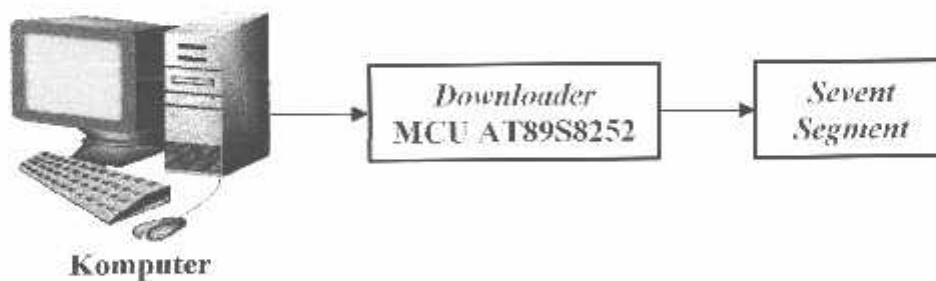 Downloader
MCU AT89S8252
Sevent
Segment
Komputer